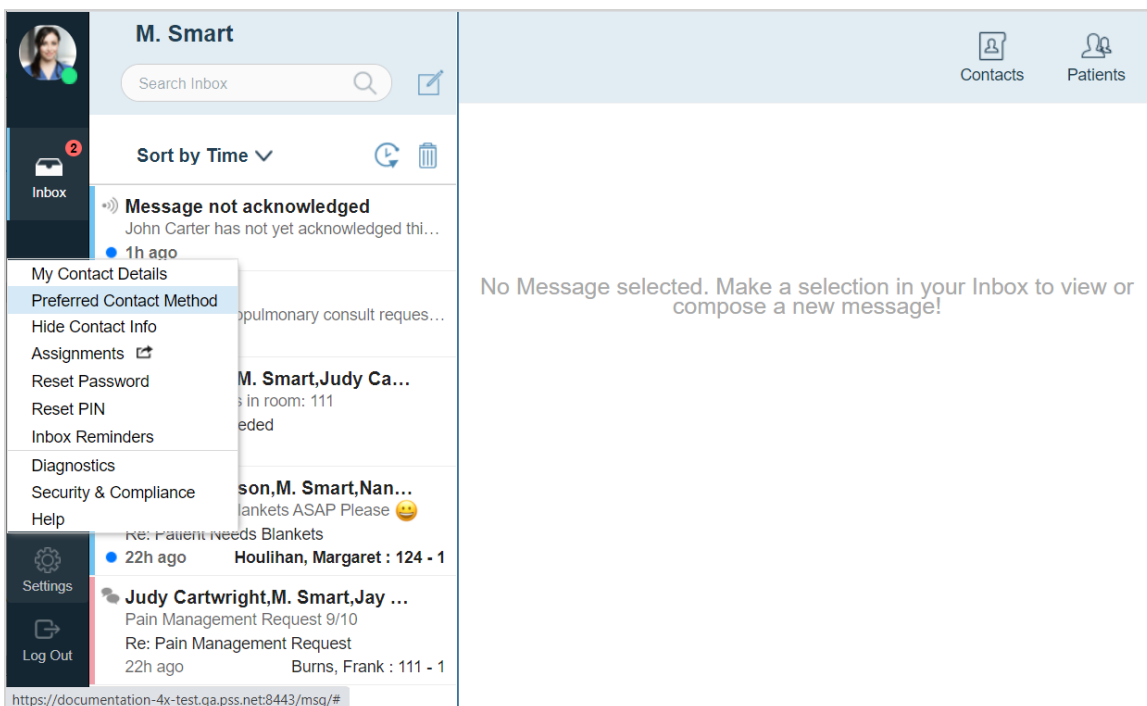 M. Smart
Search Inbox
Contacts
Patients
2
Inbox
Sort by Time
Message not acknowledged
John Carter has not yet acknowledged thi…
1h ago
My Contact Details
Preferred Contact Method
Hide Contact Info
Assignments
Reset Password
Reset PIN
Inbox Reminders
Diagnostics
Security & Compliance
Help
consult reques…
M. Smart,Judy Ca…
in room: 111
M. Smart,Nan…
ASAP Please 😀
Re: Patient Needs Blankets
22h ago
Houlihan, Margaret : 124 - 1
Judy Cartwright,M. Smart,Jay …
Pain Management Request 9/10
Re: Pain Management Request
22h ago
Burns, Frank : 111 - 1
Settings
Log Out
No Message selected. Make a selection in your Inbox to view or
compose a new message!
https://documentation-4x-test.qa.pss.net:8443/msg/#